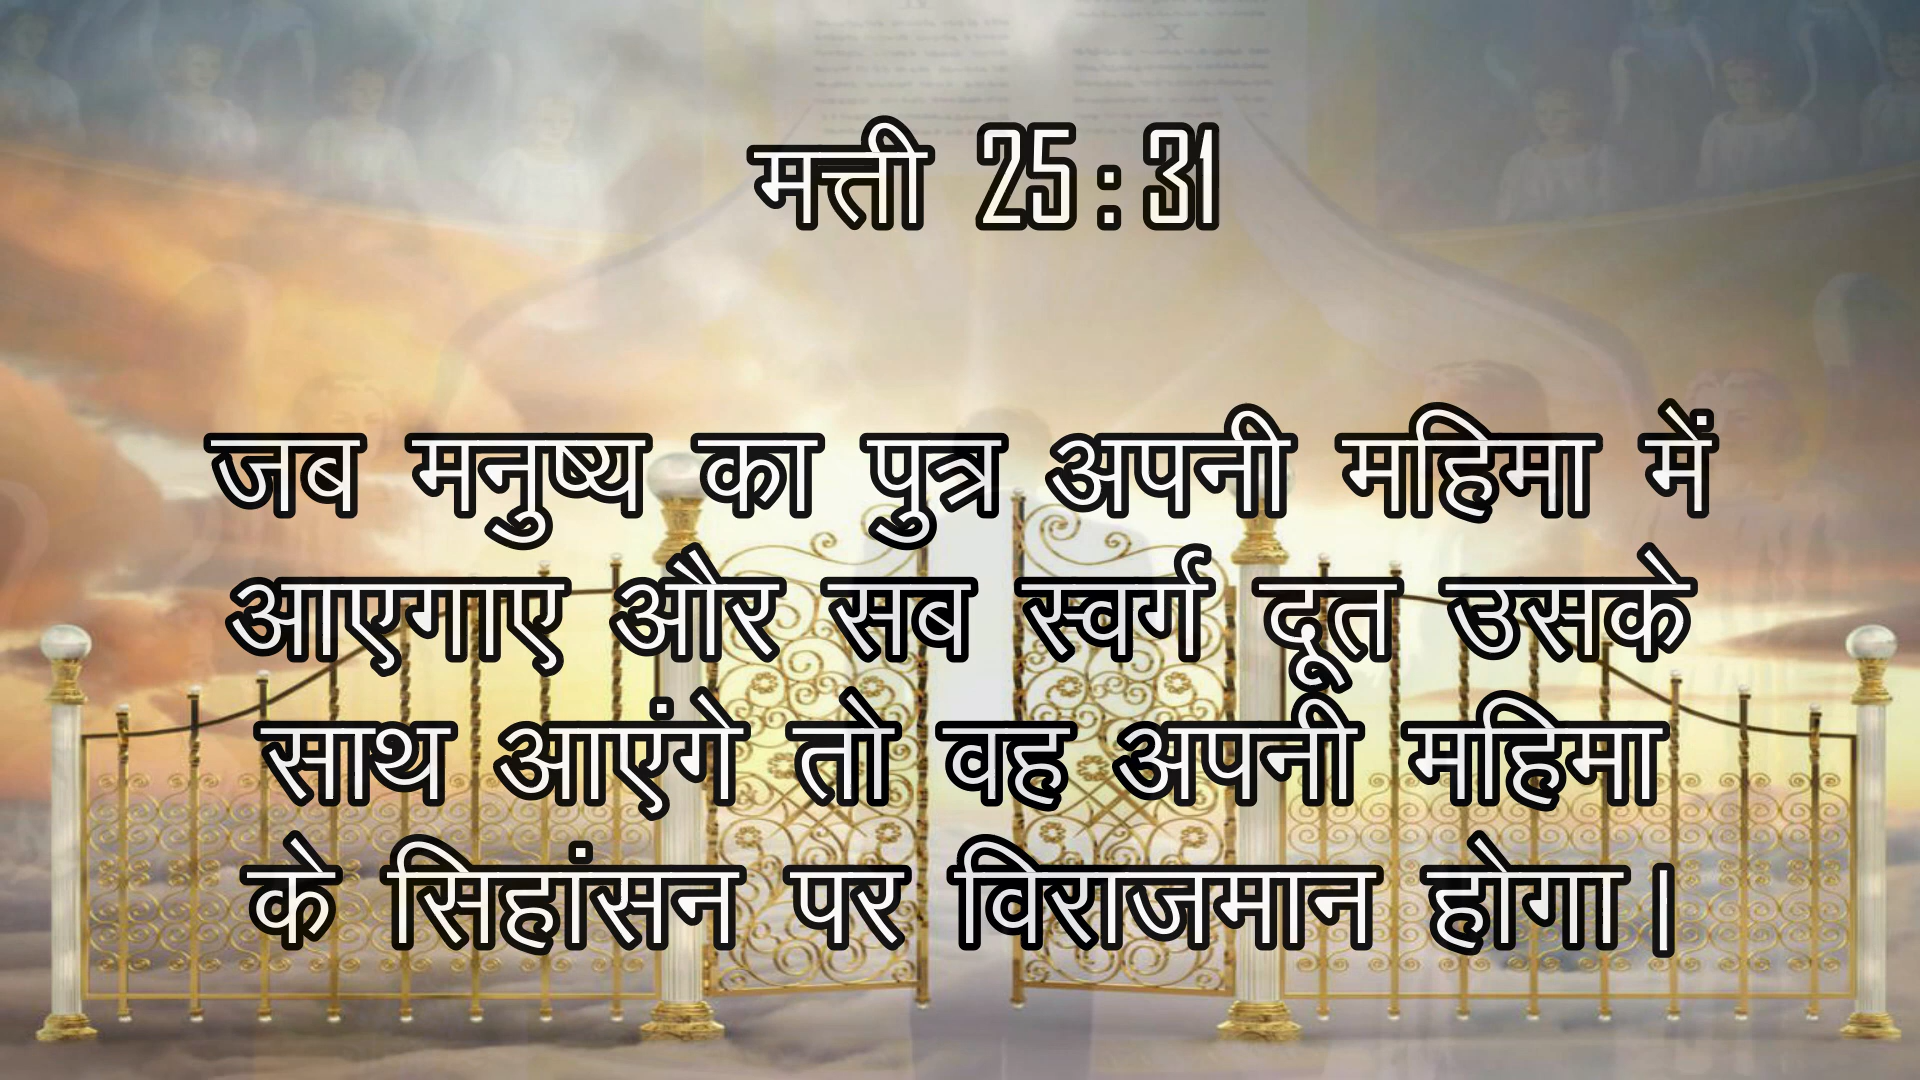 मत्ती 25:31
जब मनुष्य का पुत्र अपनी महिमा में
आएगाए और सब स्वर्ग दूत उसके
साथ आएंगे तो वह अपनी महिमा
के सिहांसन पर विराजमान होगा।